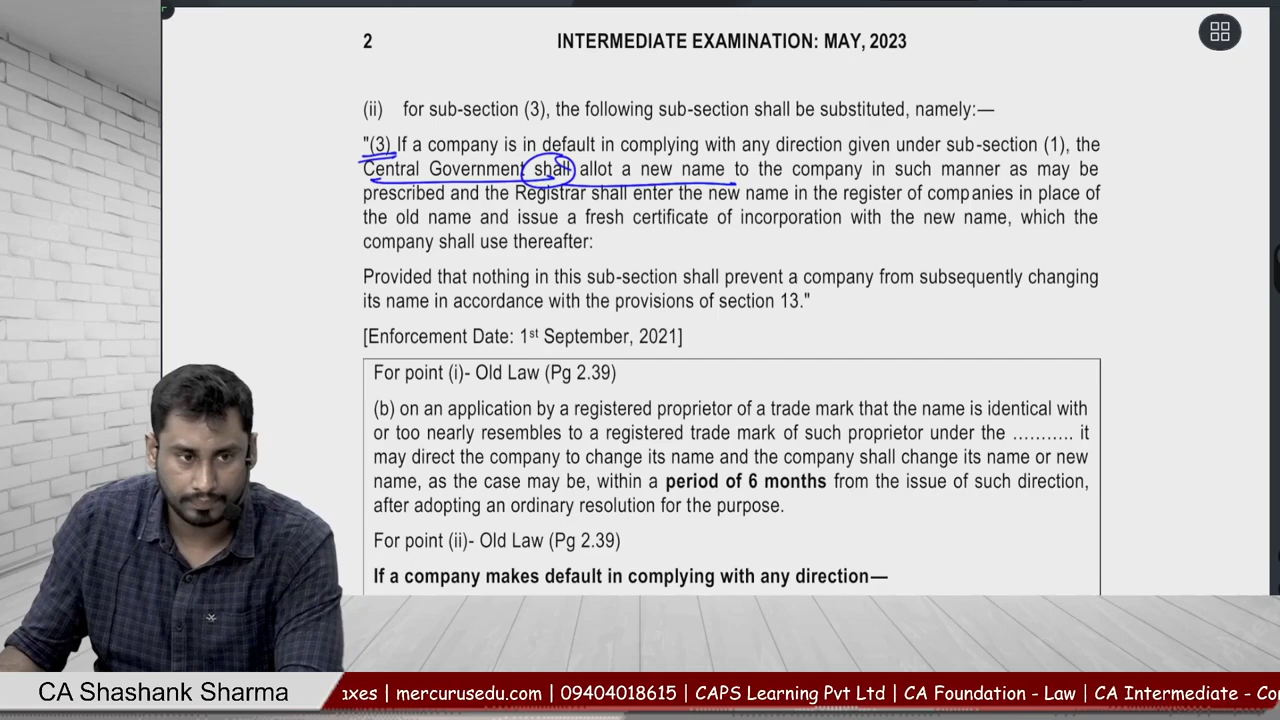 2 INTERMEDIATE EXAMINATION: MAY, 2023
(ii) for sub-section (3), the following sub-section shall be substituted, namely:—
"(3) If a company is in default in complying with any direction given under sub-section (1), the
Central Government shall allot a new name to the company in such manner as may be
prescribed and the Registrar shall enter the new name in the register of companies in place of
the old name and issue a fresh certificate of incorporation with the new name, which the
company shall use thereafter:
Provided that nothing in this sub-section shall prevent a company from subsequently changing
its name in accordance with the provisions of section 13."
[Enforcement Date: 1st September, 2021]
For point (i)- Old Law (Pg 2.39)
(b) on an application by a registered proprietor of a trade mark that the name is identical with
or too nearly resembles to a registered trade mark of such proprietor under the ……….. it
may direct the company to change its name and the company shall change its name or new
name, as the case may be, within a period of 6 months from the issue of such direction,
after adopting an ordinary resolution for the purpose.
For point (ii)- Old Law (Pg 2.39)
If a company makes default in complying with any direction—
CA Shashank Sharma
axes | mercurusedu.com | 09404018615 | CAPS Learning Pvt Ltd | CA Foundation - Law | CA Intermediate - Co